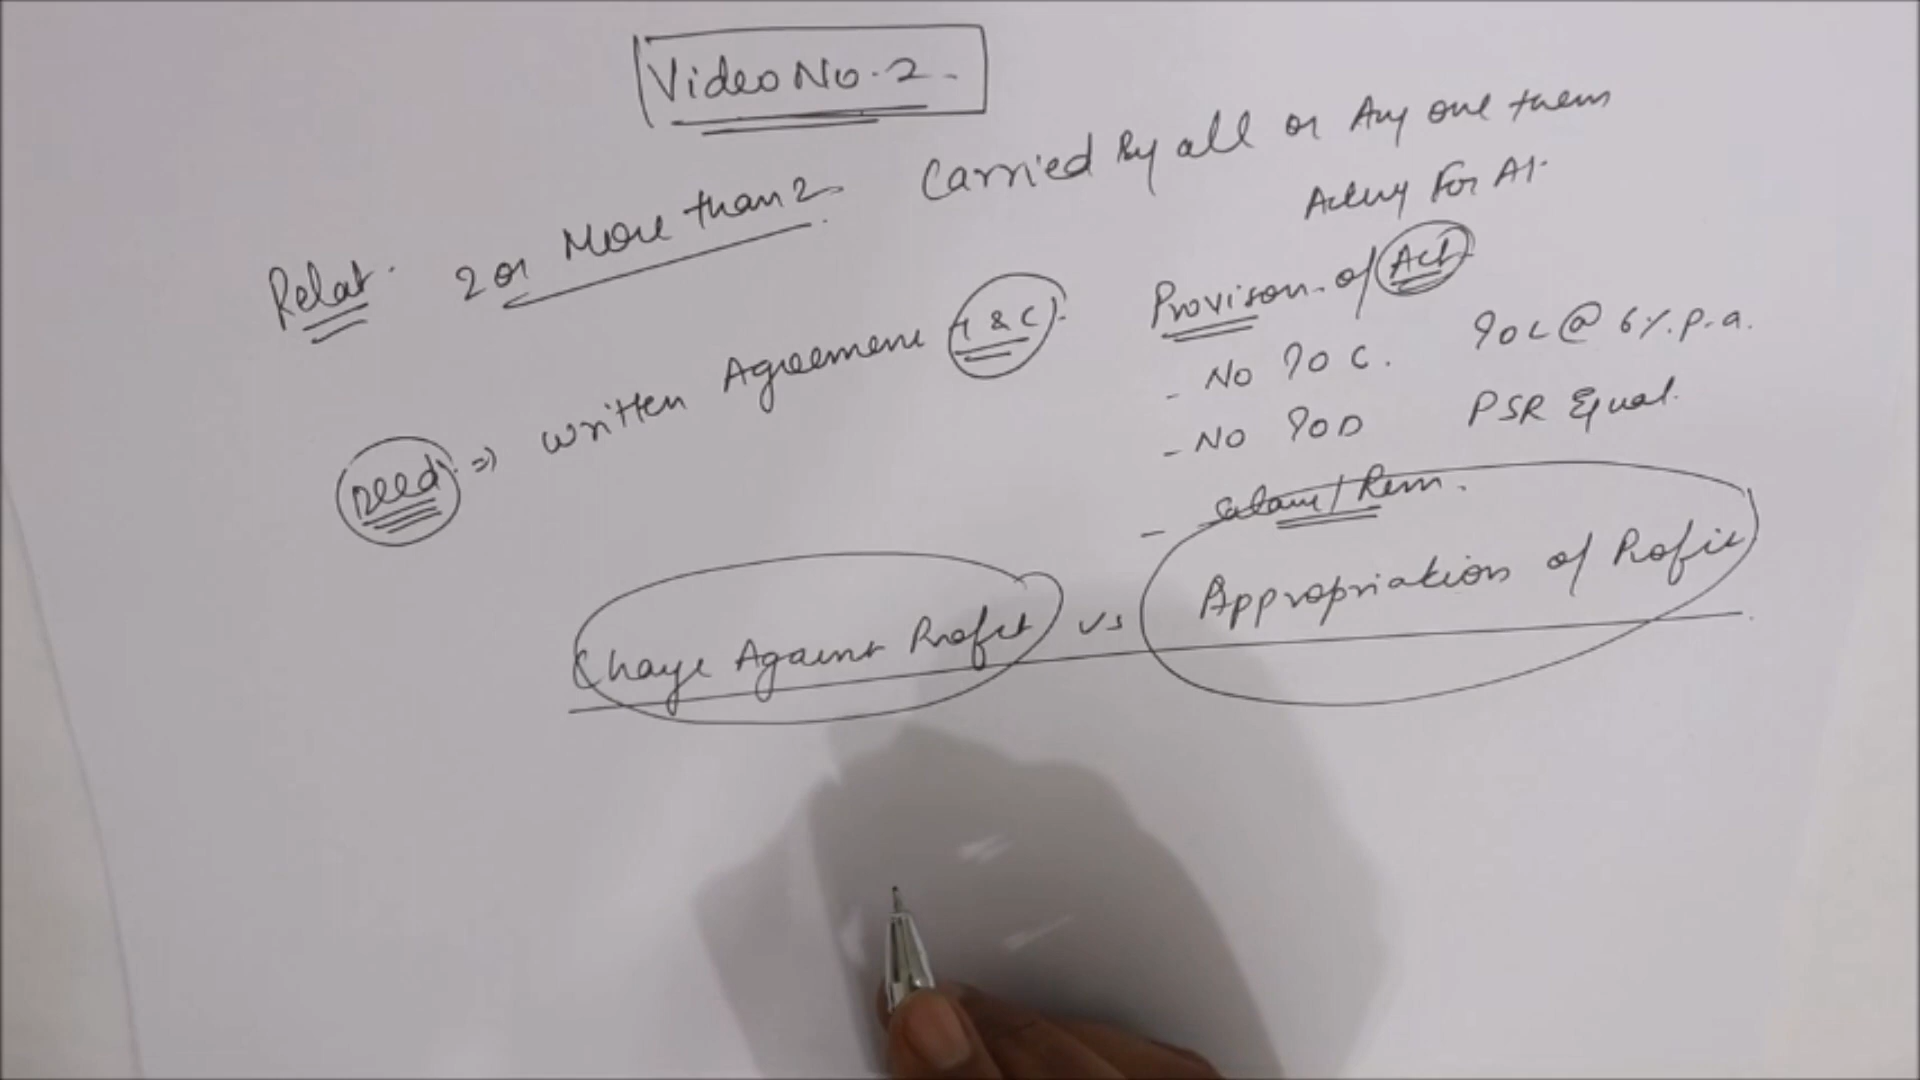 Video No. 2.
Relat. 2 or More than 2 Carried By all or Any one them
Acting For All.
Deed => written Agreement T & C.
Provison of Act
- No IOC. IOL @ 6%.p.a.
- No IOD PSR Equal.
- Salary / Rem.
Charge Against Profit vs Appropriation of Profit